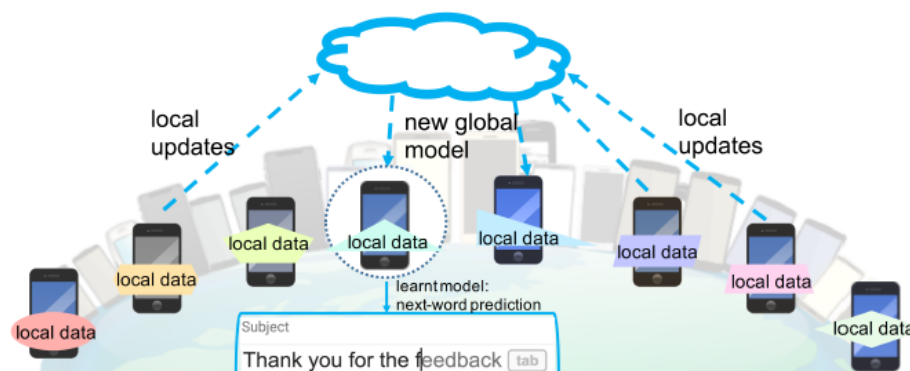 local
updates
new global
model
local
updates
local data
local data
local data
local data
local data
local data
local data
local data
learnt model:
next-word prediction
Subject
Thank you for the feedback tab